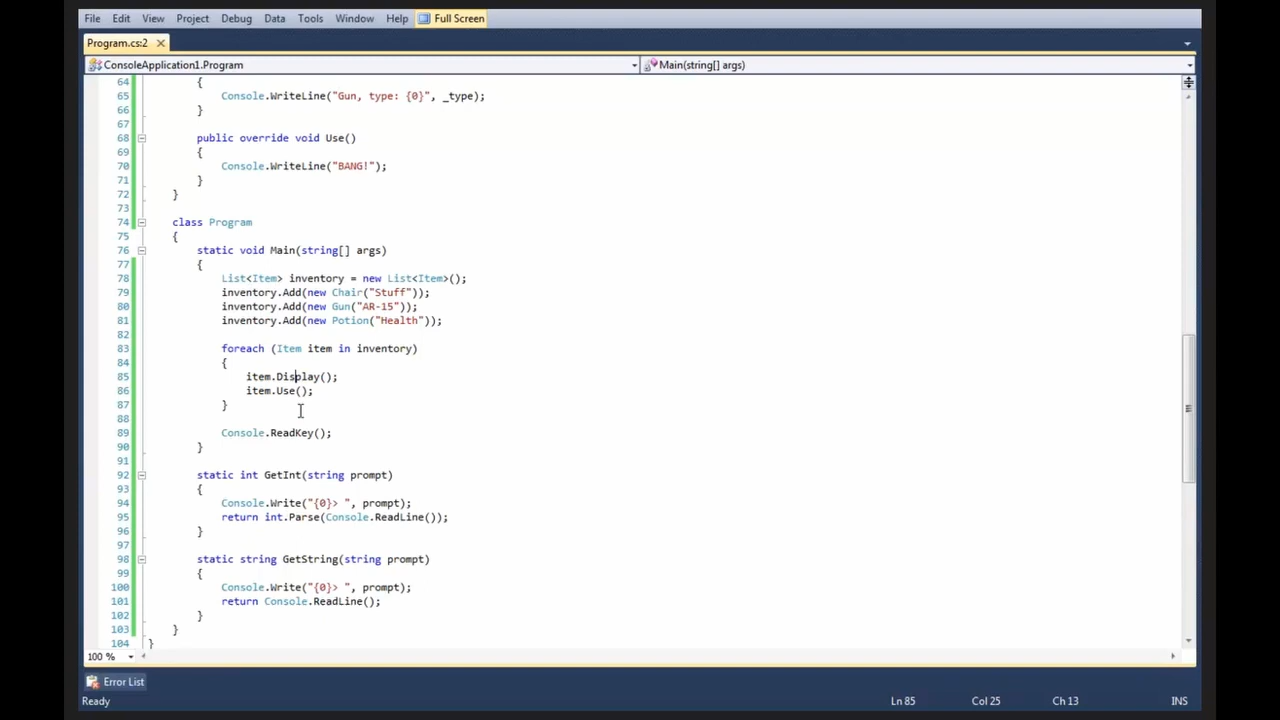 File Edit View Project Debug Data Tools Window Help Full Screen
Program.cs:2
ConsoleApplication1.Program Main(string[] args)
64 {
65 Console.WriteLine("Gun, type: {0}", _type);
66 }
67
68 public override void Use()
69 {
70 Console.WriteLine("BANG!");
71 }
72 }
73
74 class Program
75 {
76 static void Main(string[] args)
77 {
78 List<Item> inventory = new List<Item>();
79 inventory.Add(new Chair("Stuff"));
80 inventory.Add(new Gun("AR-15"));
81 inventory.Add(new Potion("Health"));
82
83 foreach (Item item in inventory)
84 {
85 item.Display();
86 item.Use();
87 }
88
89 Console.ReadKey();
90 }
91
92 static int GetInt(string prompt)
93 {
94 Console.Write("{0}> ", prompt);
95 return int.Parse(Console.ReadLine());
96 }
97
98 static string GetString(string prompt)
99 {
100 Console.Write("{0}> ", prompt);
101 return Console.ReadLine();
102 }
103 }
104 }
100 %
Error List
Ready Ln 85 Col 25 Ch 13 INS